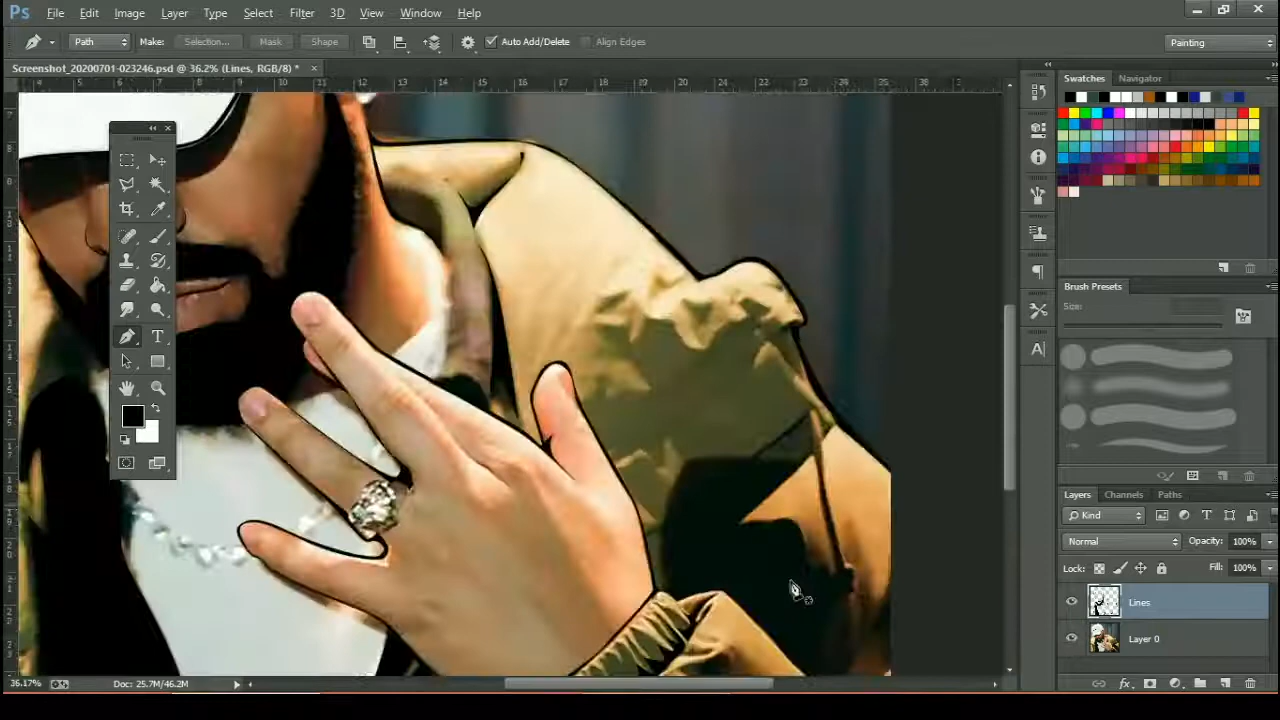 Ps File Edit Image Layer Type Select Filter 3D View Window Help
Path Make: Selection... Mask Shape Auto Add/Delete Align Edges Painting
Screenshot_20200701-023246.psd @ 36.2% (Lines, RGB/8) * ×
Swatches Navigator
Brush Presets
Size:
Layers Channels Paths
Kind
Normal Opacity: 100%
Lock: Fill: 100%
Lines
Layer 0
36.17% Doc: 25.7M/46.2M